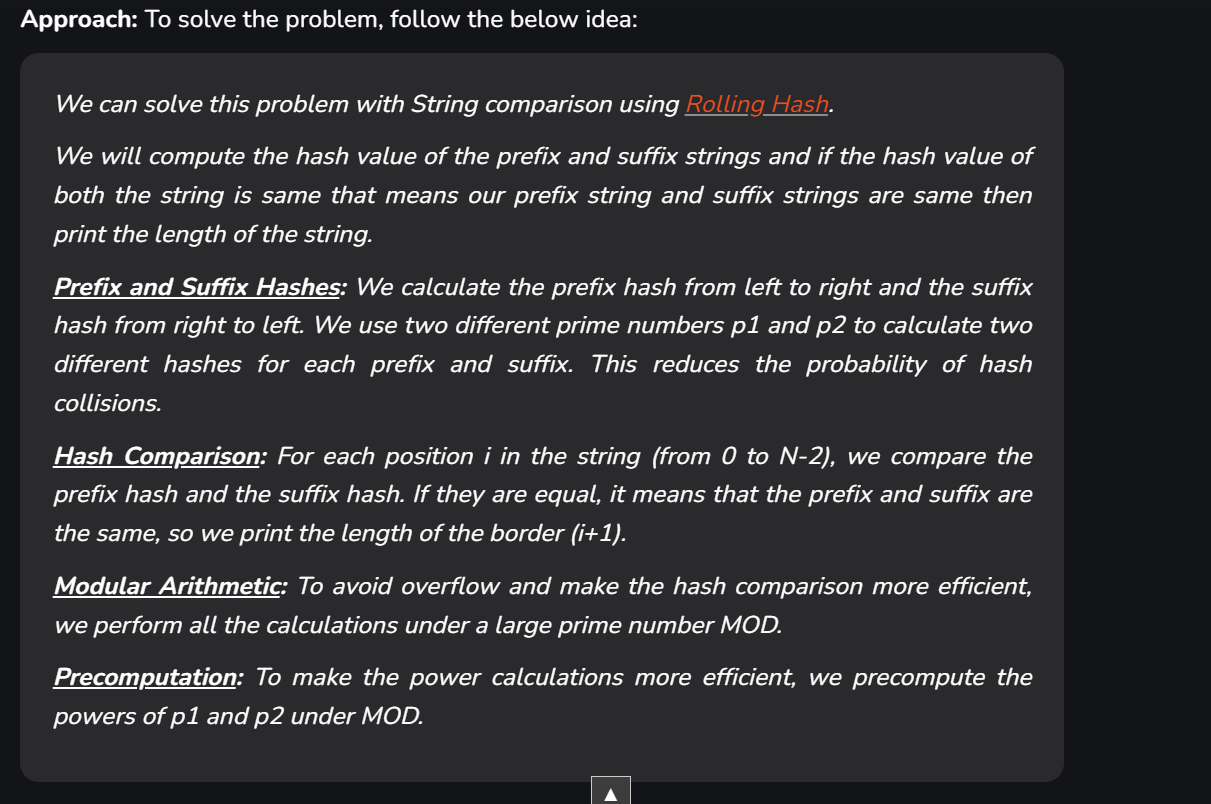 Approach: To solve the problem, follow the below idea:
We can solve this problem with String comparison using Rolling Hash.
We will compute the hash value of the prefix and suffix strings and if the hash value of
both the string is same that means our prefix string and suffix strings are same then
print the length of the string.
Prefix and Suffix Hashes: We calculate the prefix hash from left to right and the suffix
hash from right to left. We use two different prime numbers p1 and p2 to calculate two
different hashes for each prefix and suffix. This reduces the probability of hash
collisions.
Hash Comparison: For each position i in the string (from 0 to N-2), we compare the
prefix hash and the suffix hash. If they are equal, it means that the prefix and suffix are
the same, so we print the length of the border (i+1).
Modular Arithmetic: To avoid overflow and make the hash comparison more efficient,
we perform all the calculations under a large prime number MOD.
Precomputation: To make the power calculations more efficient, we precompute the
powers of p1 and p2 under MOD.